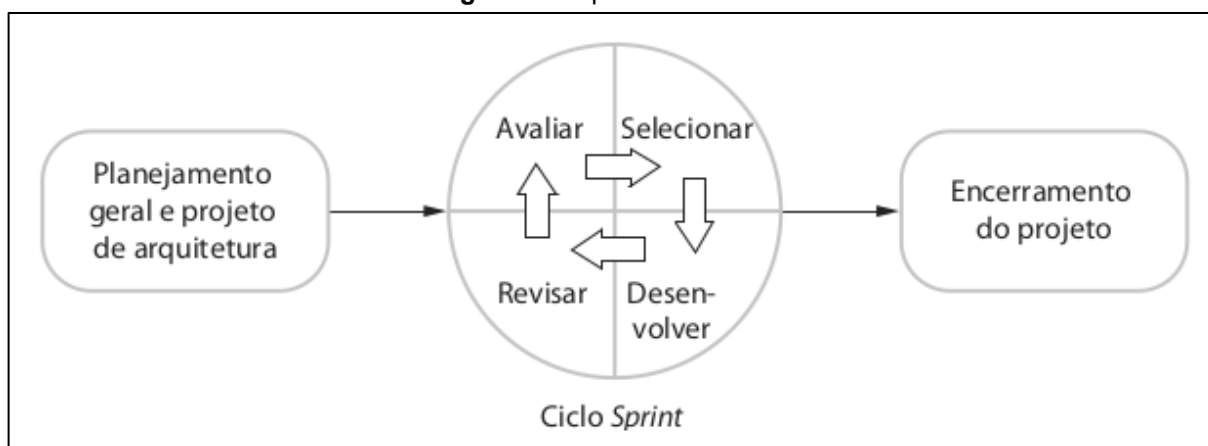 Planejamento
geral e projeto
de arquitetura
Avaliar
Selecionar
Revisar
Desen-
volver
Encerramento
do projeto
Ciclo Sprint